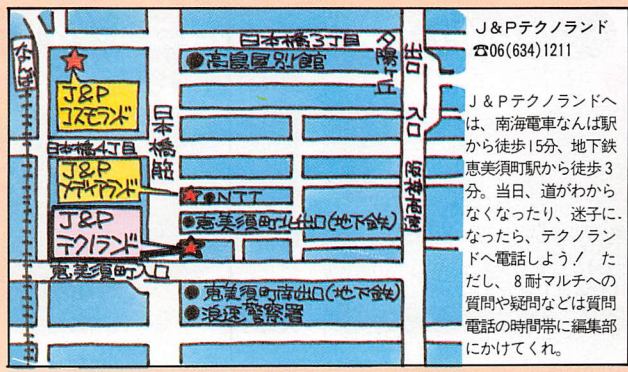 なんば
J&P
コスモランド
日本橋4丁目
J&P
メディアランド
J&P
テクノランド
恵美須町入口
日本橋筋
日本橋3丁目
高島屋別館
夕陽ヶ丘
出口
入口
阪神高速
NTT
恵美須町北出口(地下鉄)
恵美須町南出口(地下鉄)
浪速警察署
J&Pテクノランド
☎06(634)1211
J&Pテクノランドへ
は、南海電車なんば駅
から徒歩15分、地下鉄
恵美須町駅から徒歩3
分。当日、道がわから
なくなったり、迷子に
なったら、テクノラン
ドへ電話しよう! た
だし、8耐マルチへの
質問や疑問などは質問
電話の時間帯に編集部
にかけてくれ。